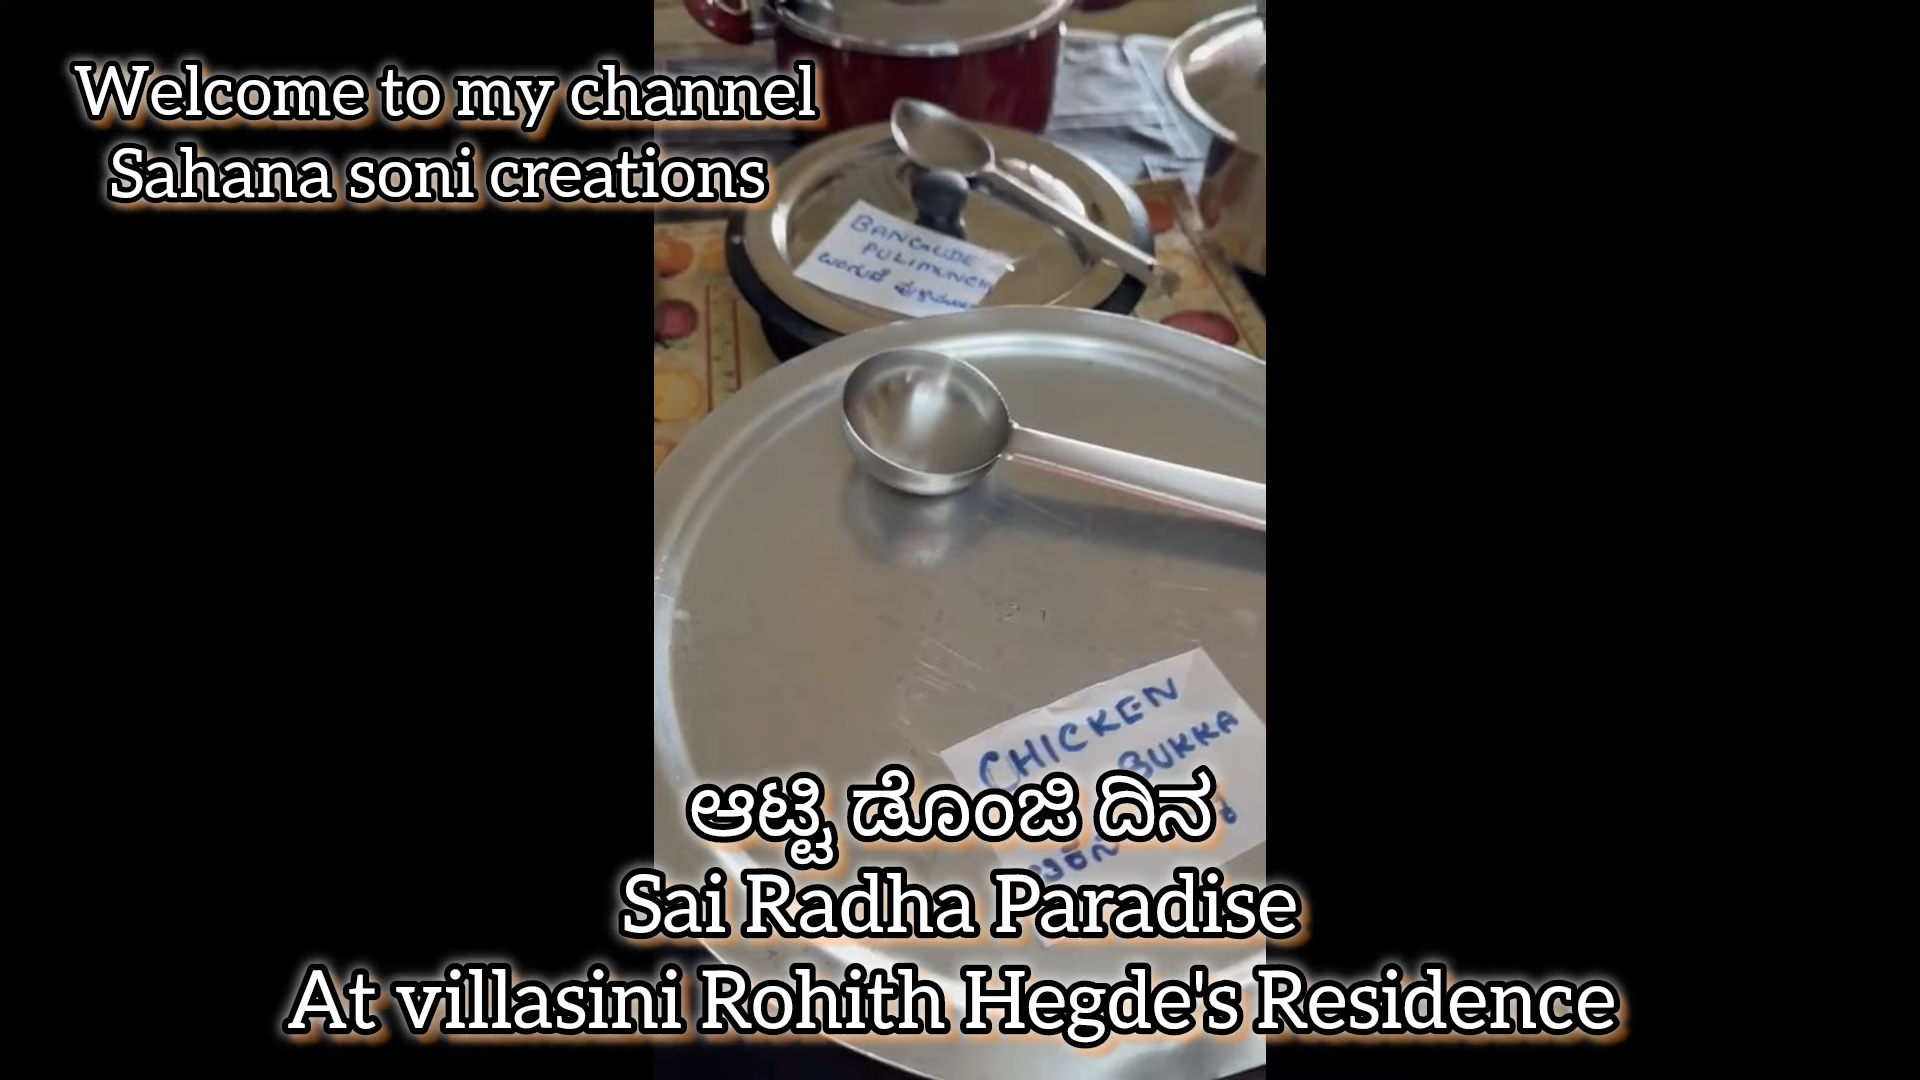 Welcome to my channel
Sahana soni creations
BANGUDE
PULIMUNCHI
ಬಂಗುಡೆ
CHICKEN
BUKKA
ಆಟ್ಟಿ ಡೊಂಜಿ ದಿನ
Sai Radha Paradise
At villasini Rohith Hegde's Residence